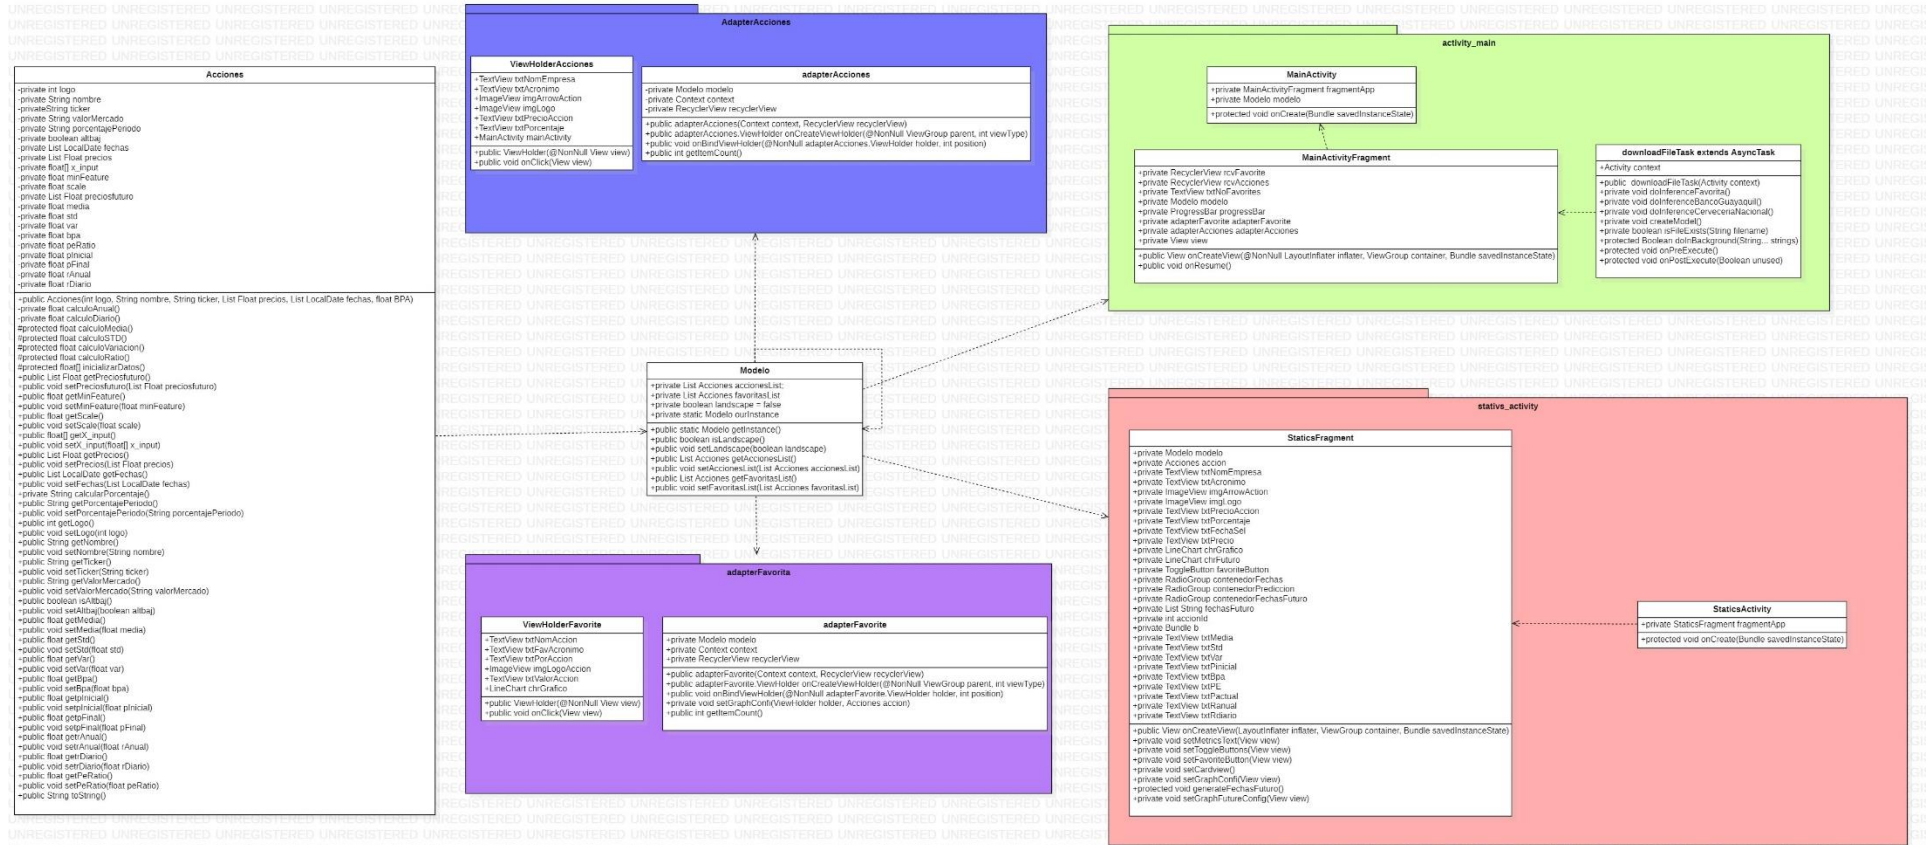 Acciones
-private int logo
-private String nombre
-privateString ticker
-private String valorMercado
-private String porcentajePeriodo
-private boolean altbaj
-private List LocalDate fechas
-private List Float precios
-private float[] x_input
-private float minFeature
-private float scale
-private List Float preciosfuturo
-private float media
-private float std
-private float var
-private float bpa
-private float peRatio
-private float pInicial
-private float pFinal
-private float rAnual
-private float rDiario
+public Acciones(int logo, String nombre, String ticker, List Float precios, List LocalDate fechas, float BPA)
-private float calculoAnual()
-private float calculoDiario()
#protected float calculoMedia()
#protected float calculoSTD()
#protected float calculoVariacion()
#protected float calculoRatio()
#protected float[] inicializarDatos()
+public List Float getPreciosfuturo()
+public void setPreciosfuturo(List Float preciosfuturo)
+public float getMinFeature()
+public void setMinFeature(float minFeature)
+public float getScale()
+public void setScale(float scale)
+public float[] getX_input()
+public void setX_input(float[] x_input)
+public List Float getPrecios()
+public void setPrecios(List Float precios)
+public List LocalDate getFechas()
+public void setFechas(List LocalDate fechas)
+private String calcularPorcentaje()
+public String getPorcentajePeriodo()
+public void setPorcentajePeriodo(String porcentajePeriodo)
+public int getLogo()
+public void setLogo(int logo)
+public String getNombre()
+public void setNombre(String nombre)
+public String getTicker()
+public void setTicker(String ticker)
+public String getValorMercado()
+public void setValorMercado(String valorMercado)
+public boolean isAltbaj()
+public void setAltbaj(boolean altbaj)
+public float getMedia()
+public void setMedia(float media)
+public float getStd()
+public void setStd(float std)
+public float getVar()
+public void setVar(float var)
+public float getBpa()
+public void setBpa(float bpa)
+public float getpInicial()
+public void setpInicial(float pInicial)
+public float getpFinal()
+public void setpFinal(float pFinal)
+public float getrAnual()
+public void setrAnual(float rAnual)
+public float getrDiario()
+public void setrDiario(float rDiario)
+public float getPeRatio()
+public void setPeRatio(float peRatio)
+public String toString()
AdapterAcciones
ViewHolderAcciones
+TextView txtNomEmpresa
+TextView txtAcronimo
+ImageView imgArrowAction
+ImageView imgLogo
+TextView txtPrecioAccion
+TextView txtPorcentaje
+MainActivity mainActivity
+public ViewHolder(@NonNull View view)
+public void onClick(View view)
adapterAcciones
-private Modelo modelo
-private Context context
-private RecyclerView recyclerView
+public adapterAcciones(Context context, RecyclerView recyclerView)
+public adapterAcciones.ViewHolder onCreateViewHolder(@NonNull ViewGroup parent, int viewType)
+public void onBindViewHolder(@NonNull adapterAcciones.ViewHolder holder, int position)
+public int getItemCount()
Modelo
+private List Acciones accionesList;
+private List Acciones favoritasList
+private boolean landscape = false
+private static Modelo ourInstance
+public static Modelo getInstance()
+public boolean isLandscape()
+public void setLandscape(boolean landscape)
+public List Acciones getAccionesList()
+public void setAccionesList(List Acciones accionesList)
+public List Acciones getFavoritasList()
+public void setFavoritasList(List Acciones favoritasList)
adapterFavorita
ViewHolderFavorite
+TextView txtNomAccion
+TextView txtFavAcronimo
+TextView txtPorAccion
+ImageView imgLogoAccion
+TextView txtValorAccion
+LineChart chrGrafico
+public ViewHolder(@NonNull View view)
+public void onClick(View view)
adapterFavorite
+private Modelo modelo
+private Context context
+private RecyclerView recyclerView
+public adapterFavorite(Context context, RecyclerView recyclerView)
+public adapterFavorite.ViewHolder onCreateViewHolder(@NonNull ViewGroup parent, int viewType)
+public void onBindViewHolder(@NonNull adapterFavorite.ViewHolder holder, int position)
+private void setGraphConfi(ViewHolder holder, Acciones accion)
+public int getItemCount()
activity_main
MainActivity
+private MainActivityFragment fragmentApp
+private Modelo modelo
+protected void onCreate(Bundle savedInstanceState)
MainActivityFragment
+private RecyclerView rcvFavorite
+private RecyclerView rcvAcciones
+private TextView txtNoFavorites
+private Modelo modelo
+private ProgressBar progressBar
+private adapterFavorite adapterFavorite
+private adapterAcciones adapterAcciones
+private View view
+public View onCreateView(@NonNull LayoutInflater inflater, ViewGroup container, Bundle savedInstanceState)
+public void onResume()
downloadFileTask extends AsyncTask
+Activity context
+public downloadFileTask(Activity context)
+private void doInferenceFavorita()
+private void doInferenceBancoGuayaquil()
+private void doInferenceCerveceriaNacional()
+private void createModel()
+private boolean isFileExists(String filename)
+protected Boolean doInBackground(String... strings)
+protected void onPreExecute()
+protected void onPostExecute(Boolean unused)
stativs_activity
StaticsFragment
+private Modelo modelo
+private Acciones accion
+private TextView txtNomEmpresa
+private TextView txtAcronimo
+private ImageView imgArrowAction
+private ImageView imgLogo
+private TextView txtPrecioAccion
+private TextView txtPorcentaje
+private TextView txtFechaSel
+private TextView txtPrecio
+private LineChart chrGrafico
+private LineChart chrFuturo
+private ToggleButton favoriteButton
+private RadioGroup contenedorFechas
+private RadioGroup contenedorPrediccion
+private RadioGroup contenedorFechasFuturo
+private List String fechasFuturo
+private int accionId
+private Bundle b
+private TextView txtMedia
+private TextView txtStd
+private TextView txtVar
+private TextView txtPinicial
+private TextView txtBpa
+private TextView txtPE
+private TextView txtPactual
+private TextView txtRanual
+private TextView txtRdiario
+public View onCreateView(LayoutInflater inflater, ViewGroup container, Bundle savedInstanceState)
+private void setMetricsText(View view)
+private void setToggleButtons(View view)
+private void setFavoriteButton(View view)
+private void setCardview()
+private void setGraphConfi(View view)
+protected void generateFechasFuturo()
+private void setGraphFutureConfig(View view)
StaticsActivity
+private StaticsFragment fragmentApp
+protected void onCreate(Bundle savedInstanceState)